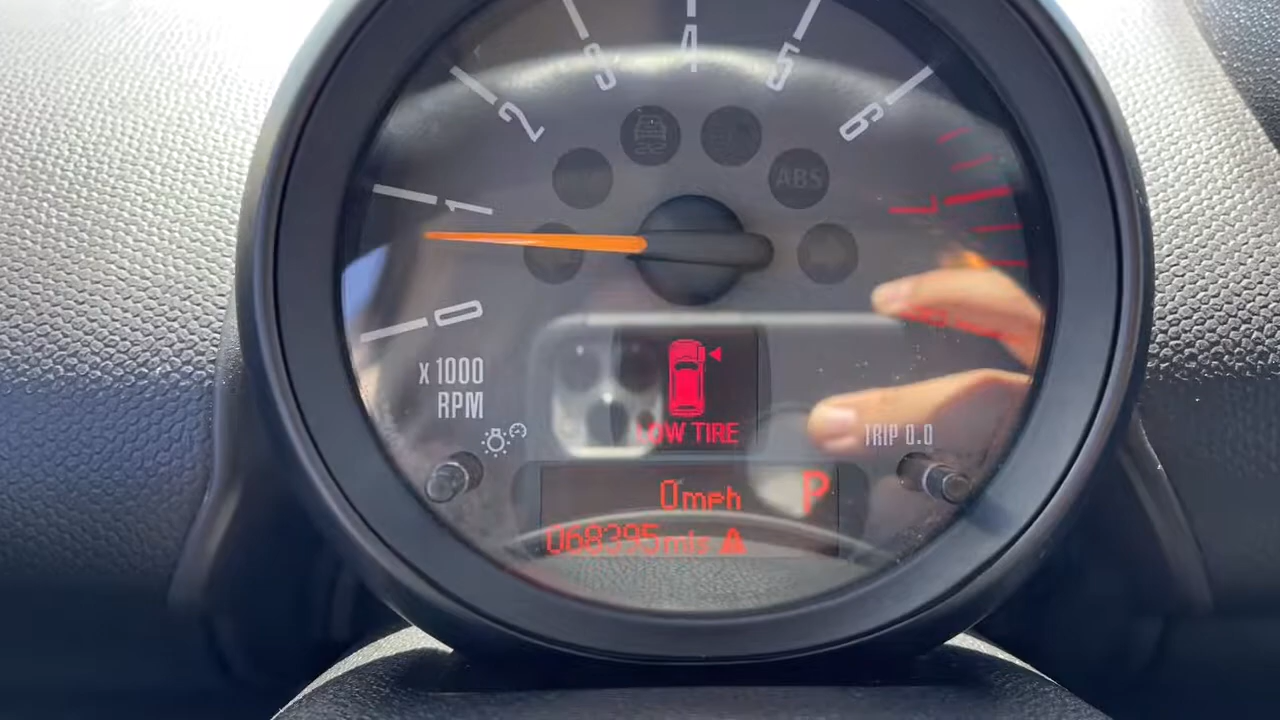 4
3 5
2 6
ABS
1 7
0
x 1000
RPM
LOW TIRE
TRIP 0.0
0mph P
068395mls